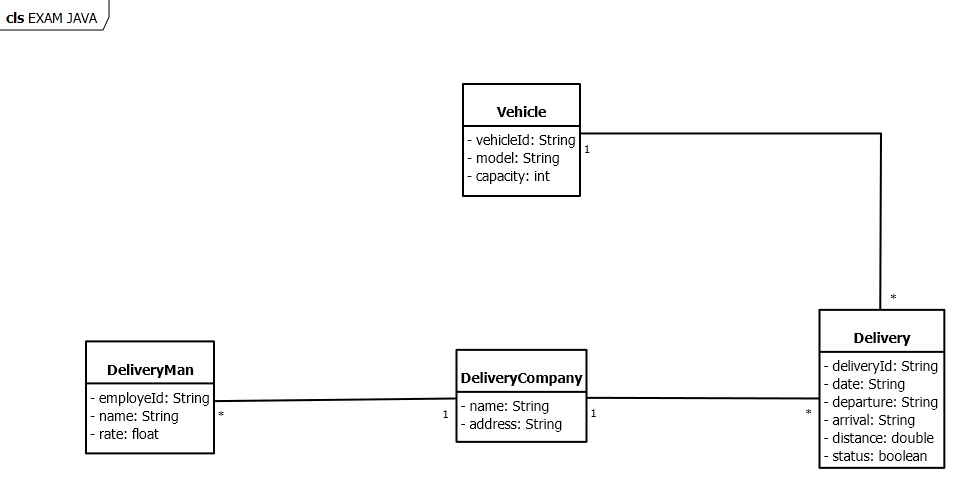 cls EXAM JAVA
Vehicle
- vehicleId: String
- model: String
- capacity: int
1
*
Delivery
- deliveryId: String
- date: String
- departure: String
- arrival: String
- distance: double
- status: boolean
DeliveryMan
- employeId: String
- name: String
- rate: float
*
1
DeliveryCompany
- name: String
- address: String
1
*